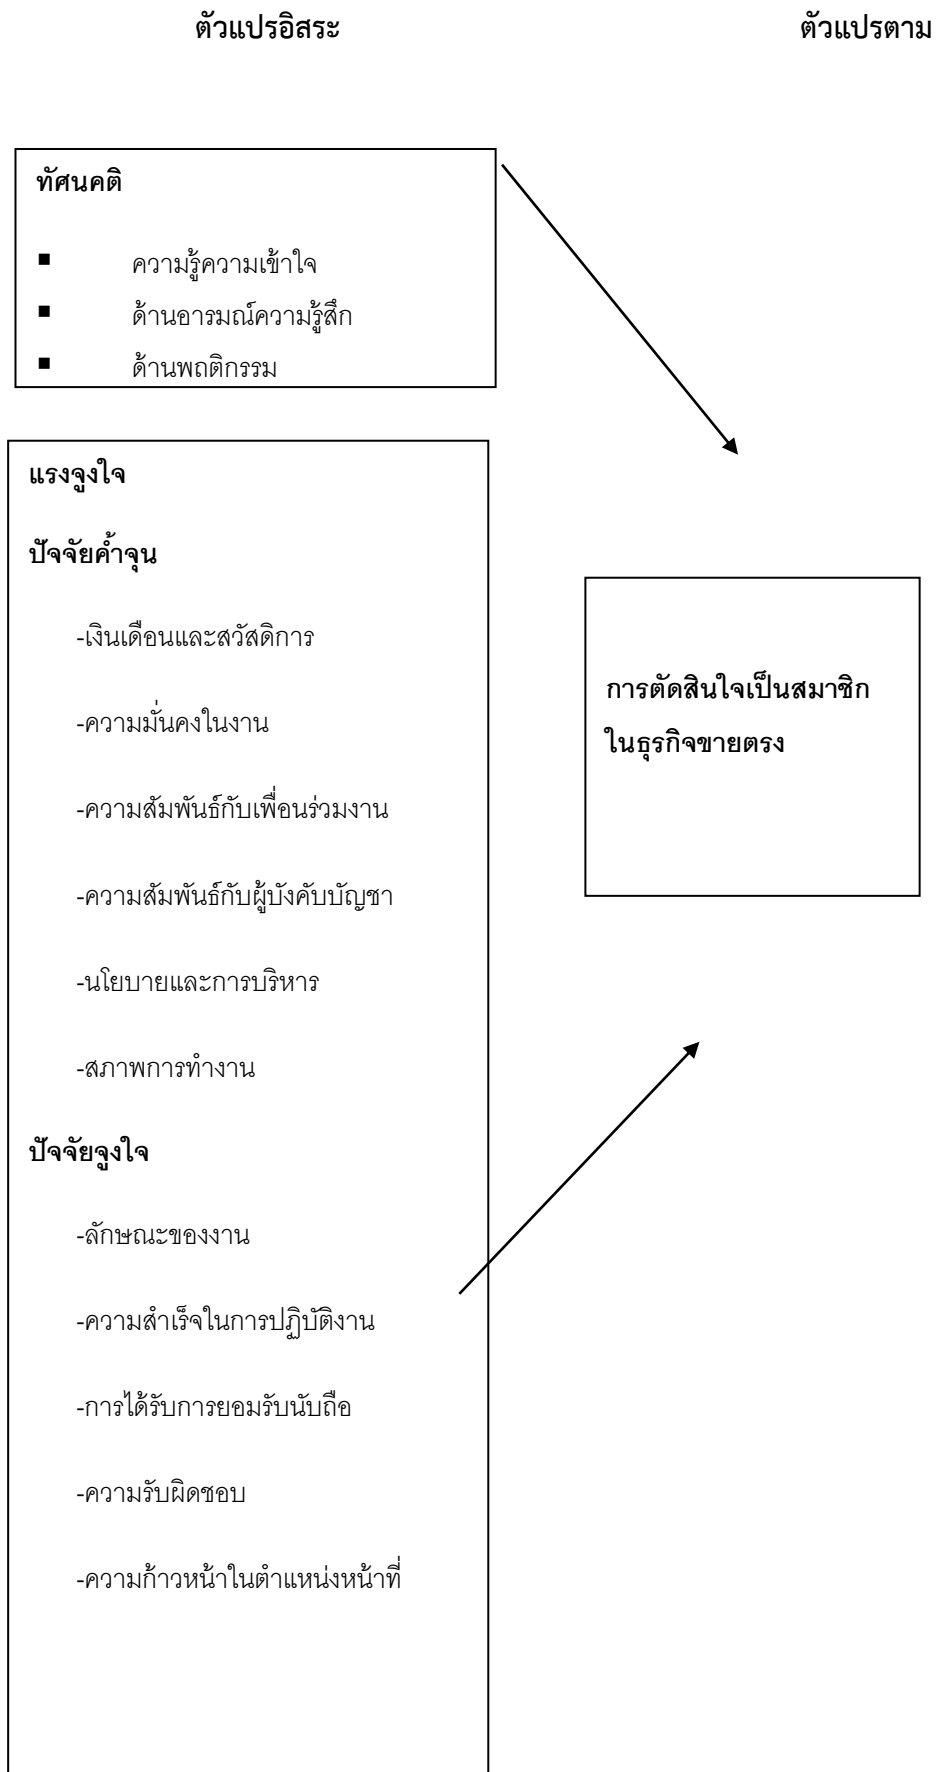 ตัวแปรอิสระ
ตัวแปรตาม
ทัศนคติ
▪ ความรู้ความเข้าใจ
▪ ด้านอารมณ์ความรู้สึก
▪ ด้านพฤติกรรม
แรงจูงใจ
ปัจจัยค้ำจุน
-เงินเดือนและสวัสดิการ
-ความมั่นคงในงาน
-ความสัมพันธ์กับเพื่อนร่วมงาน
-ความสัมพันธ์กับผู้บังคับบัญชา
-นโยบายและการบริหาร
-สภาพการทำงาน
ปัจจัยจูงใจ
-ลักษณะของงาน
-ความสำเร็จในการปฏิบัติงาน
-การได้รับการยอมรับนับถือ
-ความรับผิดชอบ
-ความก้าวหน้าในตำแหน่งหน้าที่
การตัดสินใจเป็นสมาชิก
ในธุรกิจขายตรง